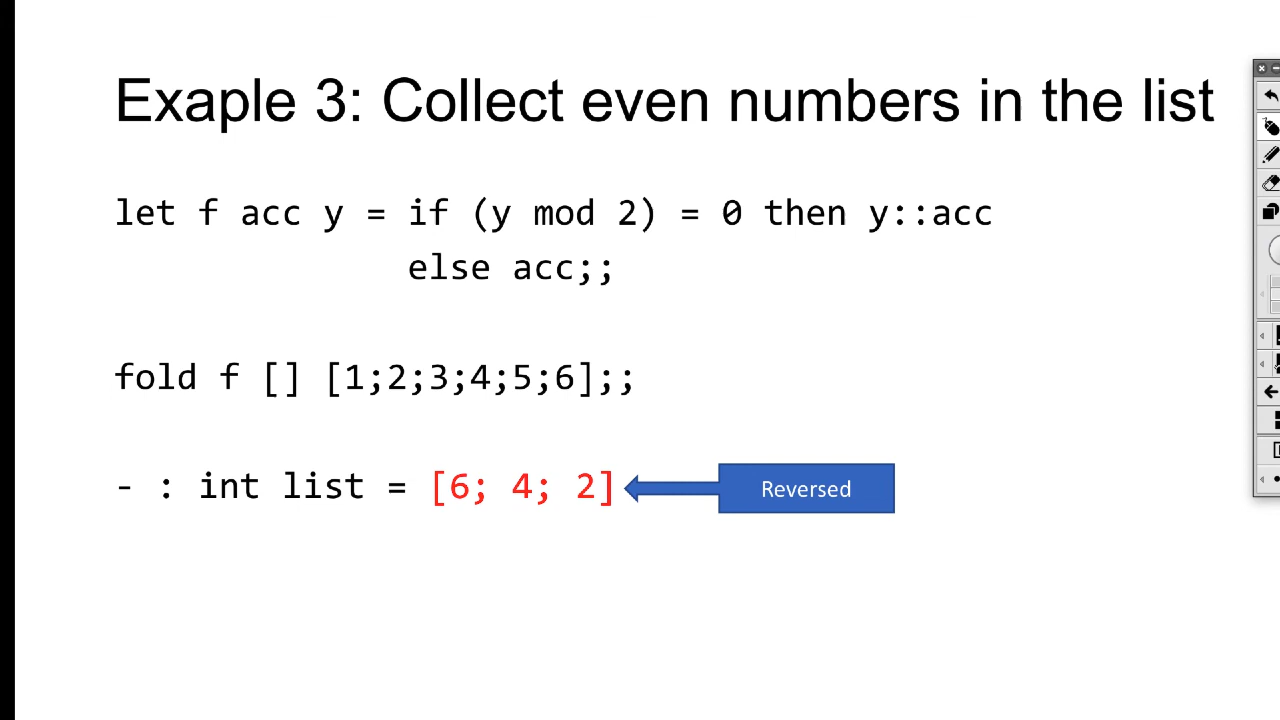 Exaple 3: Collect even numbers in the list
let f acc y = if (y mod 2) = 0 then y::acc
else acc;;
fold f [] [1;2;3;4;5;6];;
- : int list = [6; 4; 2]
Reversed